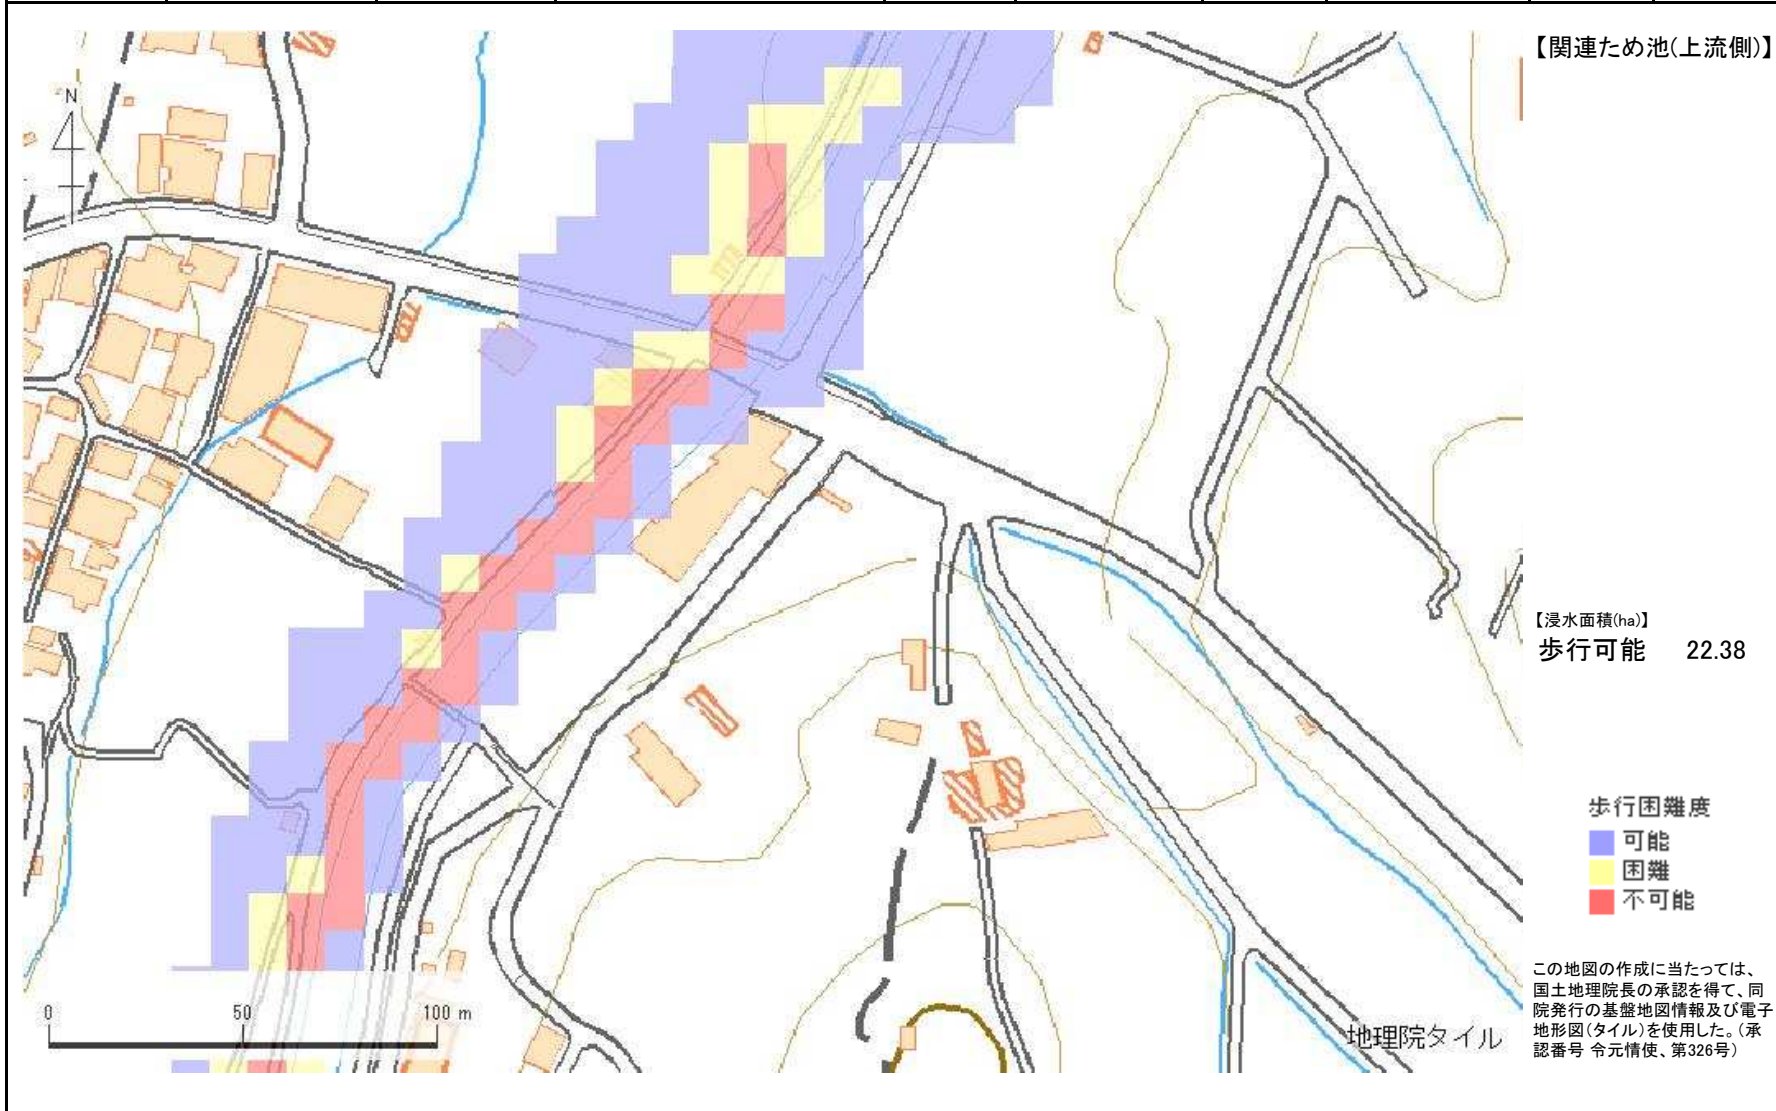 【関連ため池(上流側)】
N
【浸水面積(ha)】
歩行可能 22.38
歩行困難度
可能
困難
不可能
0 50 100 m
地理院タイル
この地図の作成に当たっては、
国土地理院長の承認を得て、同
院発行の基盤地図情報及び電子
地形図(タイル)を使用した。(承
認番号 令元情使、第326号)